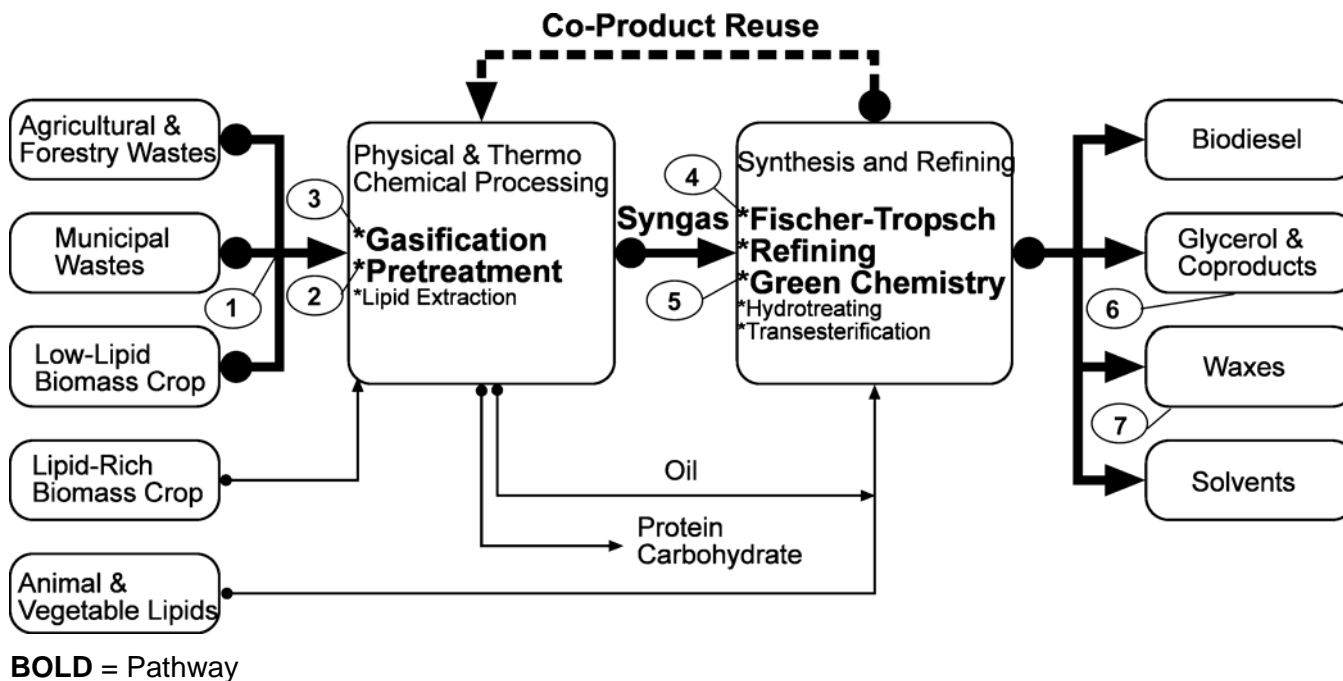 Co-Product Reuse
Agricultural &
Forestry Wastes
Municipal
Wastes
Low-Lipid
Biomass Crop
Lipid-Rich
Biomass Crop
Animal &
Vegetable Lipids
1
3
2
Physical & Thermo
Chemical Processing
*Gasification
*Pretreatment
*Lipid Extraction
Syngas
4
5
Synthesis and Refining
*Fischer-Tropsch
*Refining
*Green Chemistry
*Hydrotreating
*Transesterification
Oil
Protein
Carbohydrate
Biodiesel
Glycerol &
Coproducts
6
Waxes
7
Solvents
BOLD = Pathway